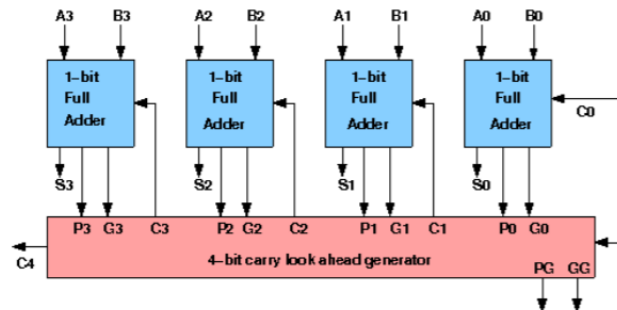 A3 B3 A2 B2 A1 B1 A0 B0
1-bit 1-bit 1-bit 1-bit
Full Full Full Full
Adder Adder Adder Adder
C0
S3 S2 S1 S0
P3 G3 C3 P2 G2 C2 P1 G1 C1 P0 G0
C4 4-bit carry look ahead generator
PG GG